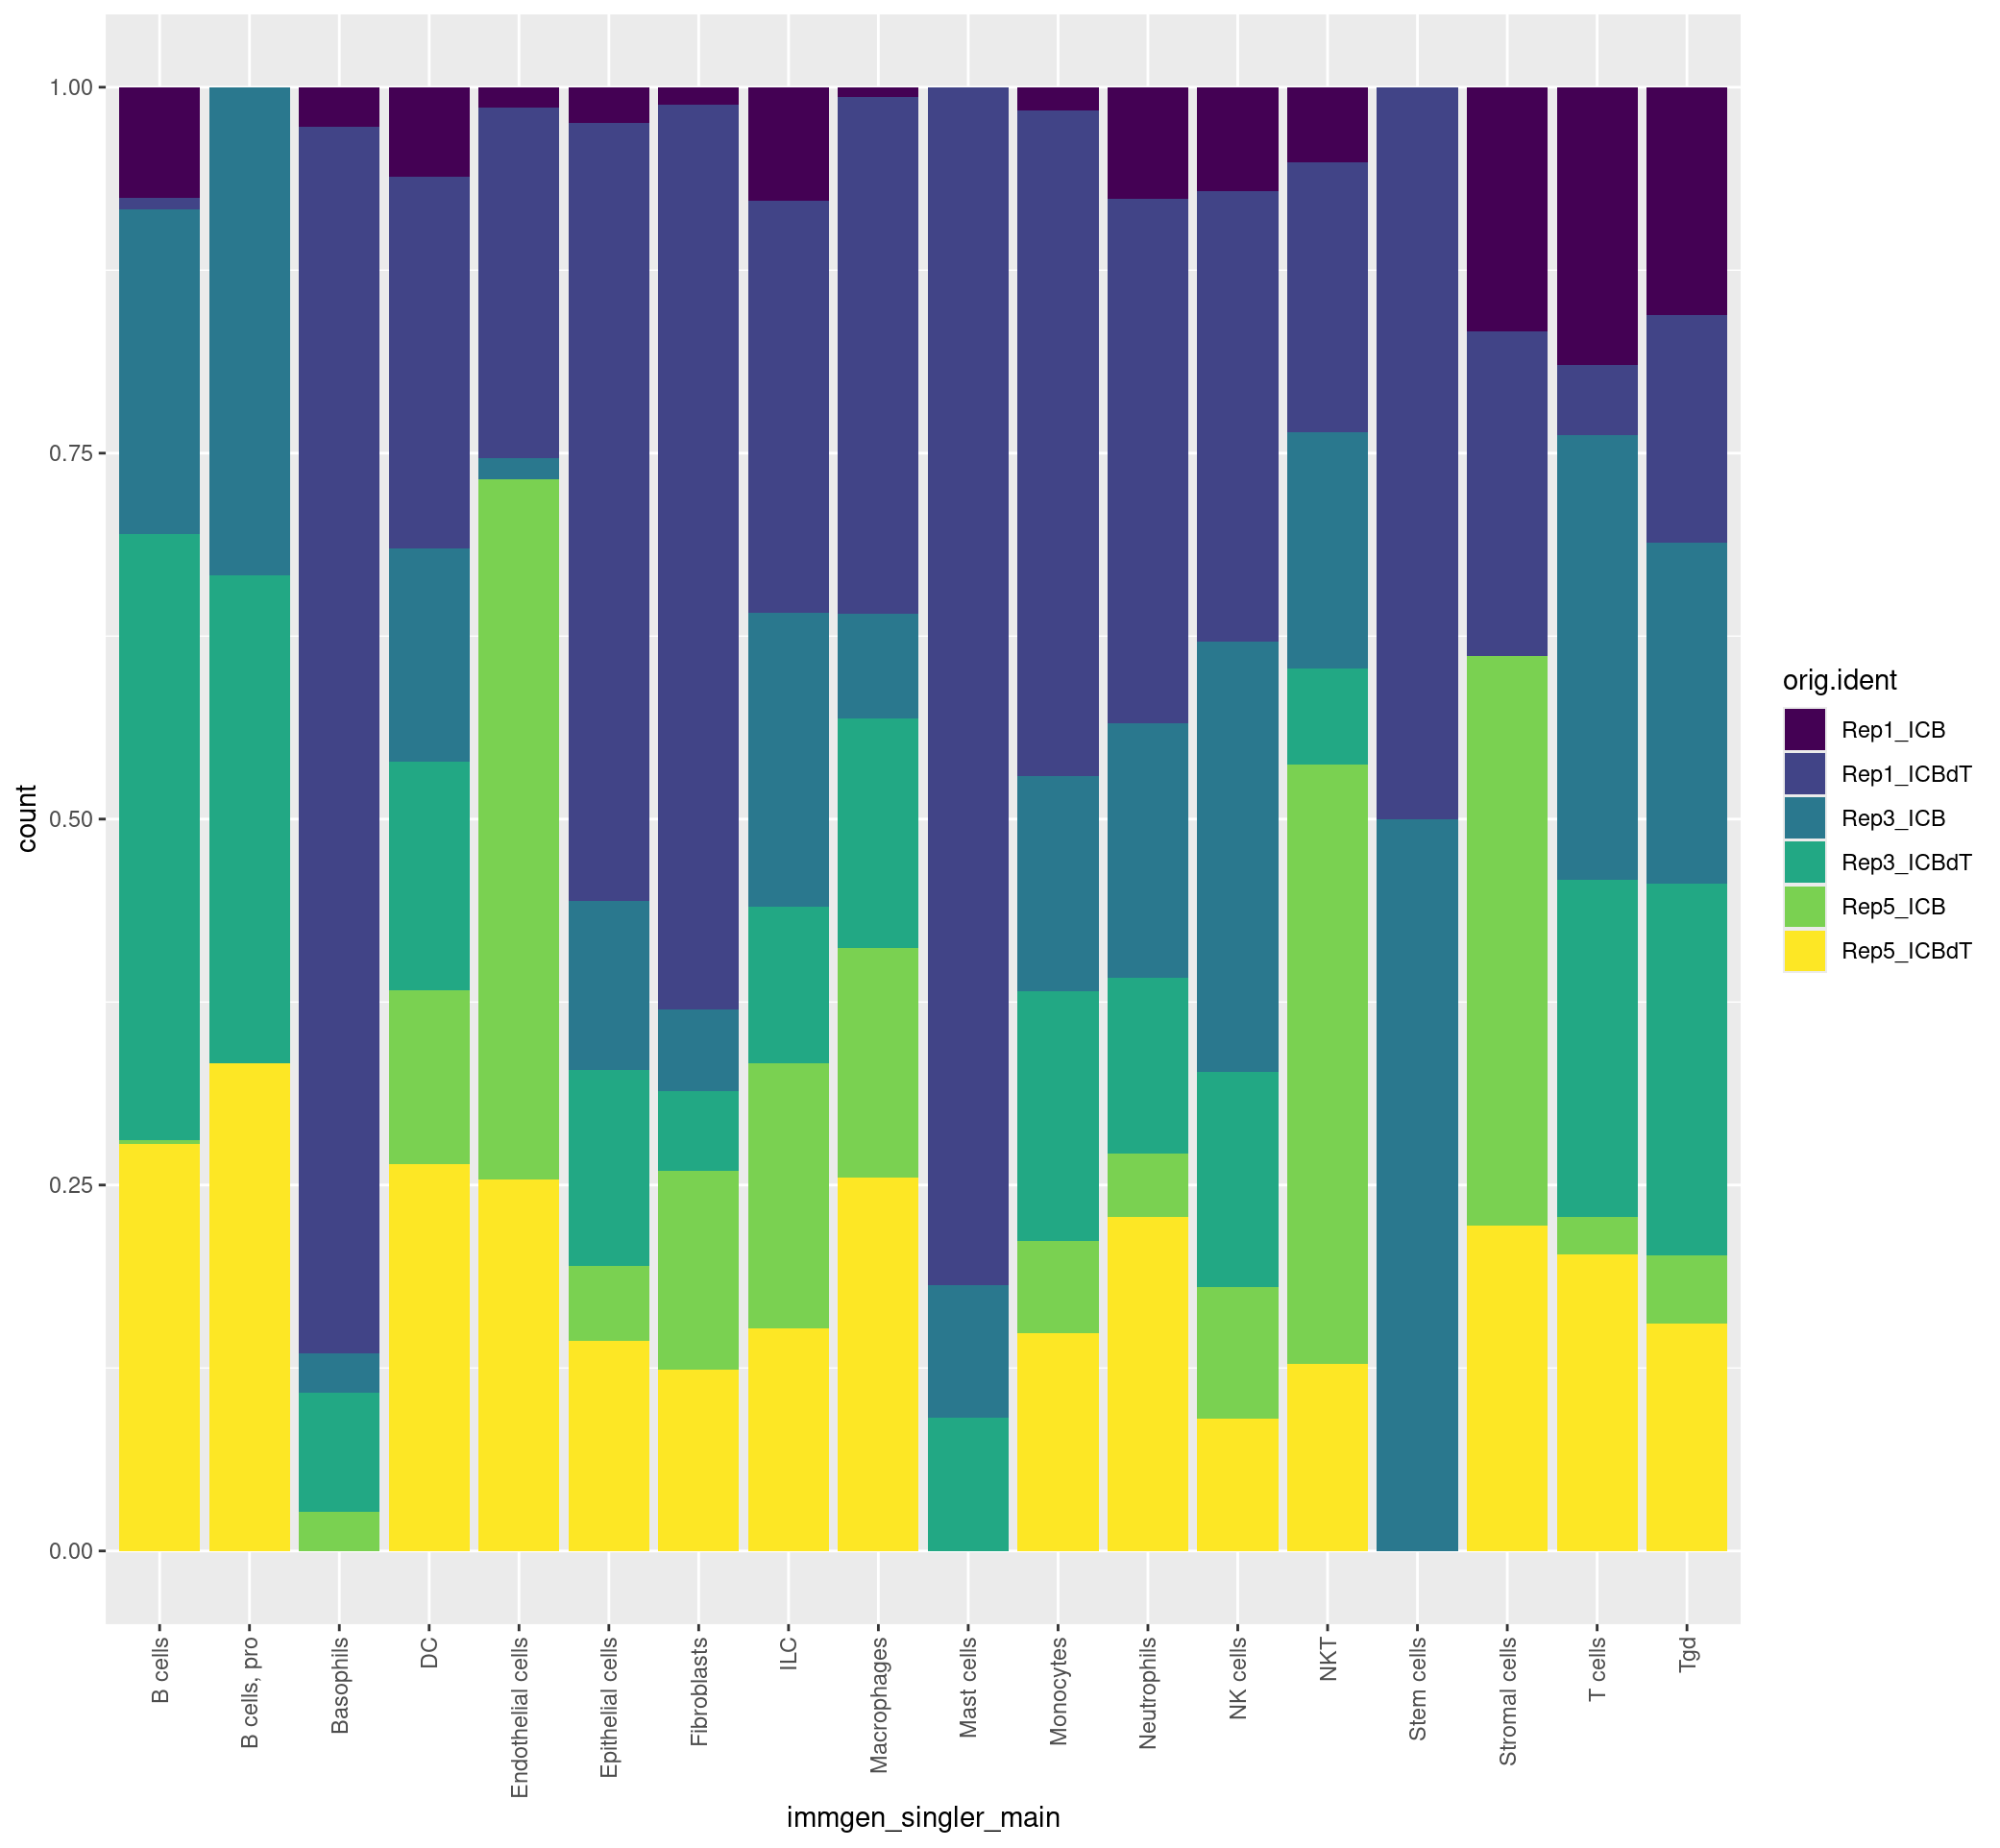 1.00
0.75
0.50
0.25
0.00
count
B cells
B cells, pro
Basophils
DC
Endothelial cells
Epithelial cells
Fibroblasts
ILC
Macrophages
Mast cells
Monocytes
Neutrophils
NK cells
NKT
Stem cells
Stromal cells
T cells
Tgd
immgen_singler_main
orig.ident
Rep1_ICB
Rep1_ICBdT
Rep3_ICB
Rep3_ICBdT
Rep5_ICB
Rep5_ICBdT